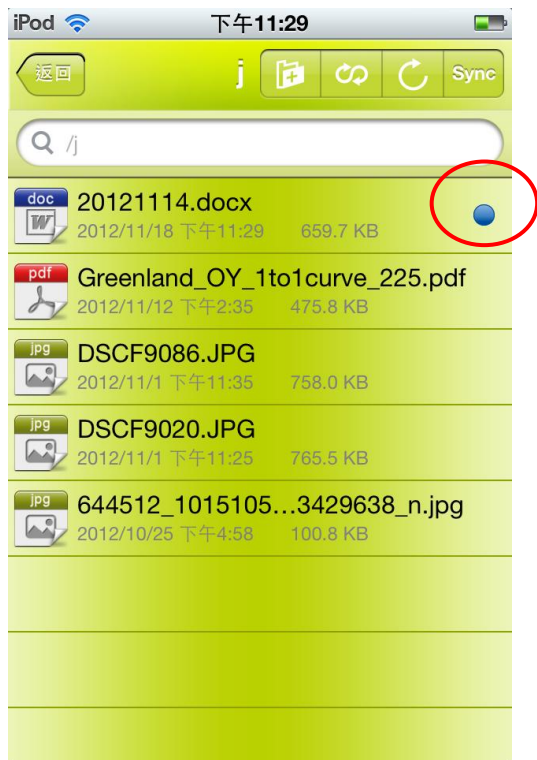 iPod 下午11:29
返回 j Sync
/j
doc 20121114.docx
W 2012/11/18 下午11:29 659.7 KB
pdf Greenland_OY_1to1curve_225.pdf
2012/11/12 下午2:35 475.8 KB
jpg DSCF9086.JPG
2012/11/1 下午11:35 758.0 KB
jpg DSCF9020.JPG
2012/11/1 下午11:25 765.5 KB
jpg 644512_1015105…3429638_n.jpg
2012/10/25 下午4:58 100.8 KB